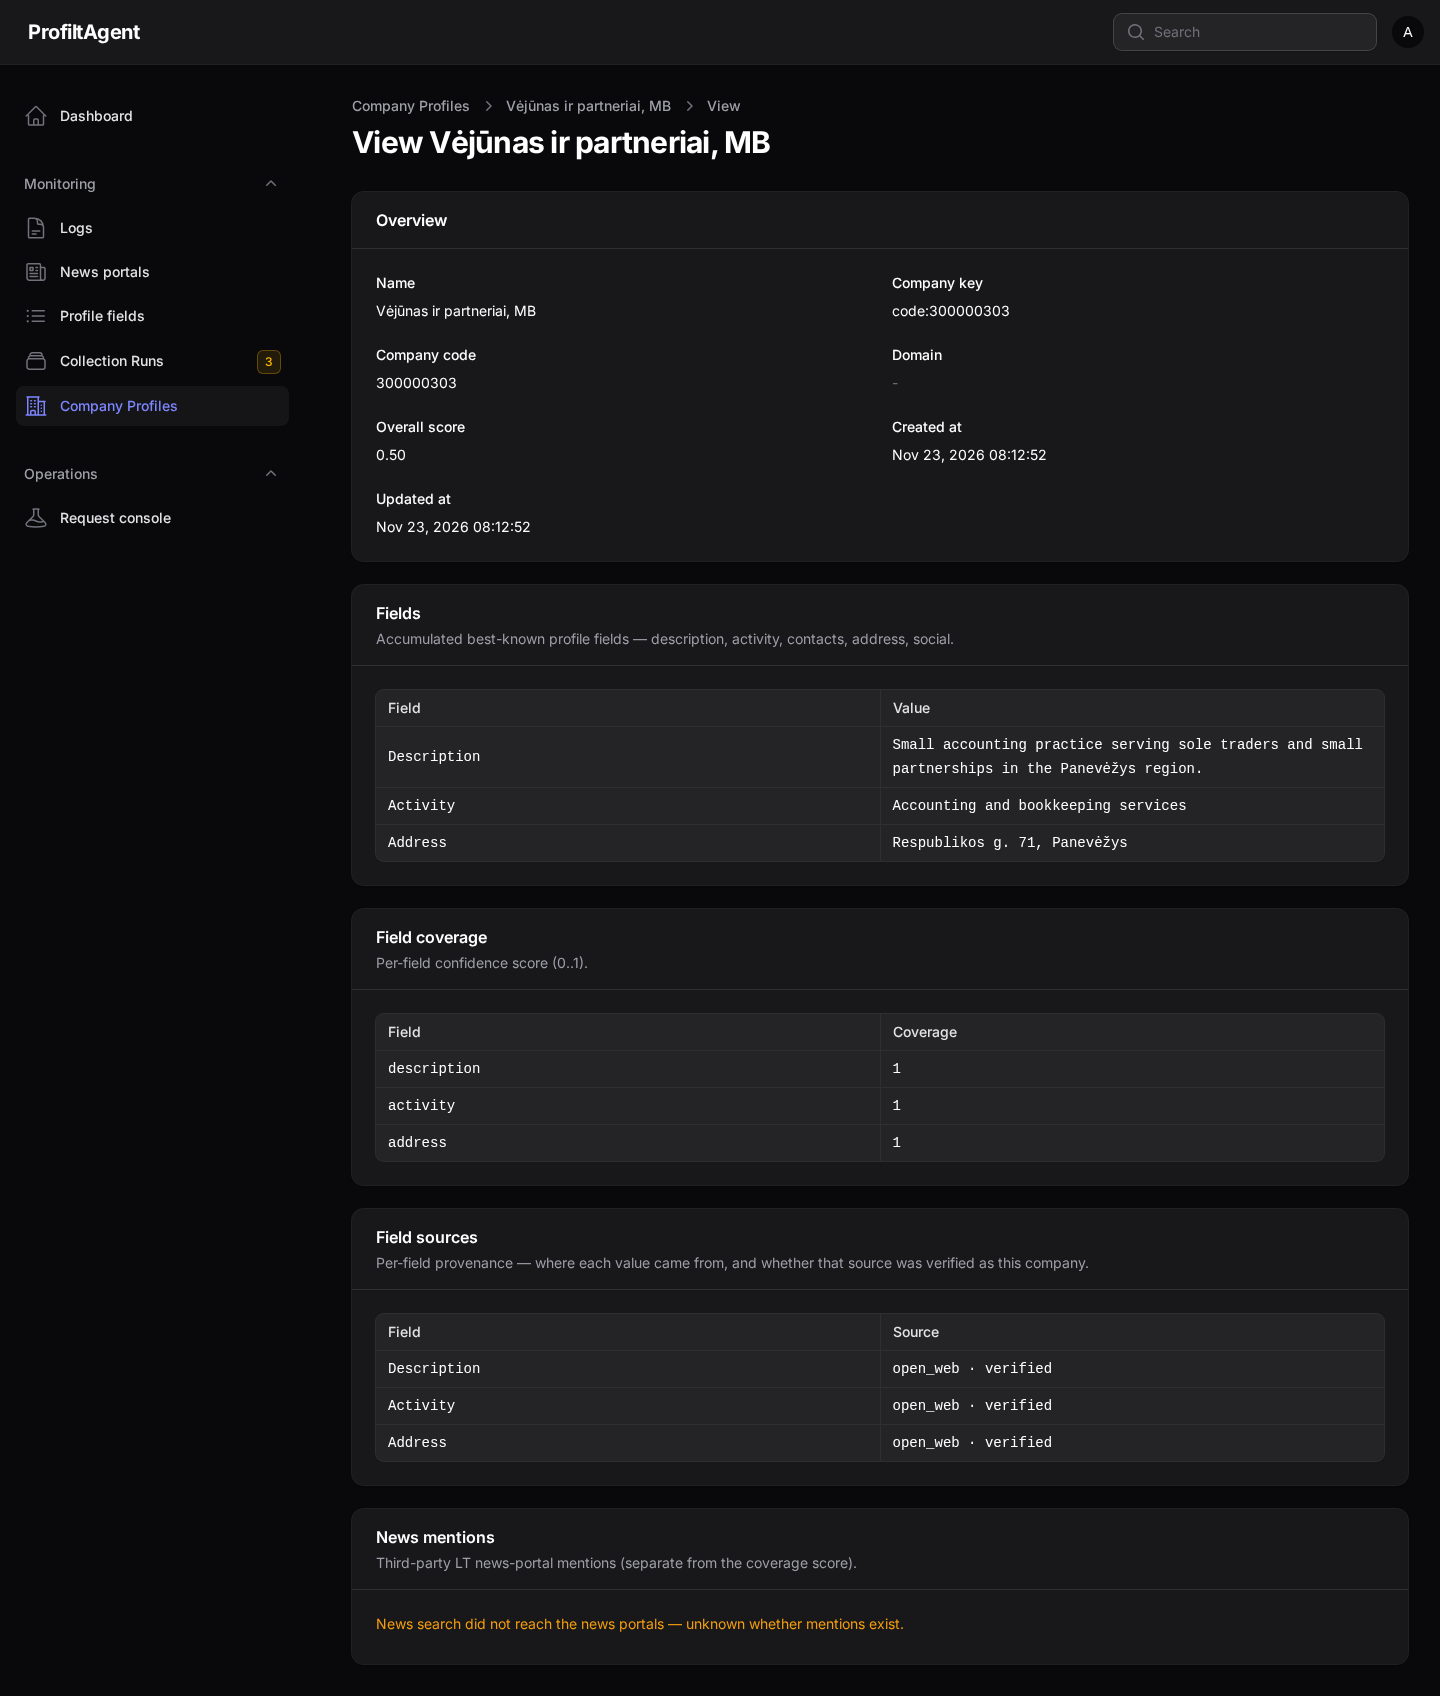 ProfiltAgent
Search
A
Dashboard
Monitoring
Logs
News portals
Profile fields
Collection Runs
3
Company Profiles
Operations
Request console
Company Profiles > Vėjūnas ir partneriai, MB > View
View Vėjūnas ir partneriai, MB
Overview
Name
Vėjūnas ir partneriai, MB
Company key
code:300000303
Company code
300000303
Domain
-
Overall score
0.50
Created at
Nov 23, 2026 08:12:52
Updated at
Nov 23, 2026 08:12:52
Fields
Accumulated best-known profile fields — description, activity, contacts, address, social.
Field Value
Description Small accounting practice serving sole traders and small
partnerships in the Panevėžys region.
Activity Accounting and bookkeeping services
Address Respublikos g. 71, Panevėžys
Field coverage
Per-field confidence score (0..1).
Field Coverage
description 1
activity 1
address 1
Field sources
Per-field provenance — where each value came from, and whether that source was verified as this company.
Field Source
Description open_web · verified
Activity open_web · verified
Address open_web · verified
News mentions
Third-party LT news-portal mentions (separate from the coverage score).
News search did not reach the news portals — unknown whether mentions exist.